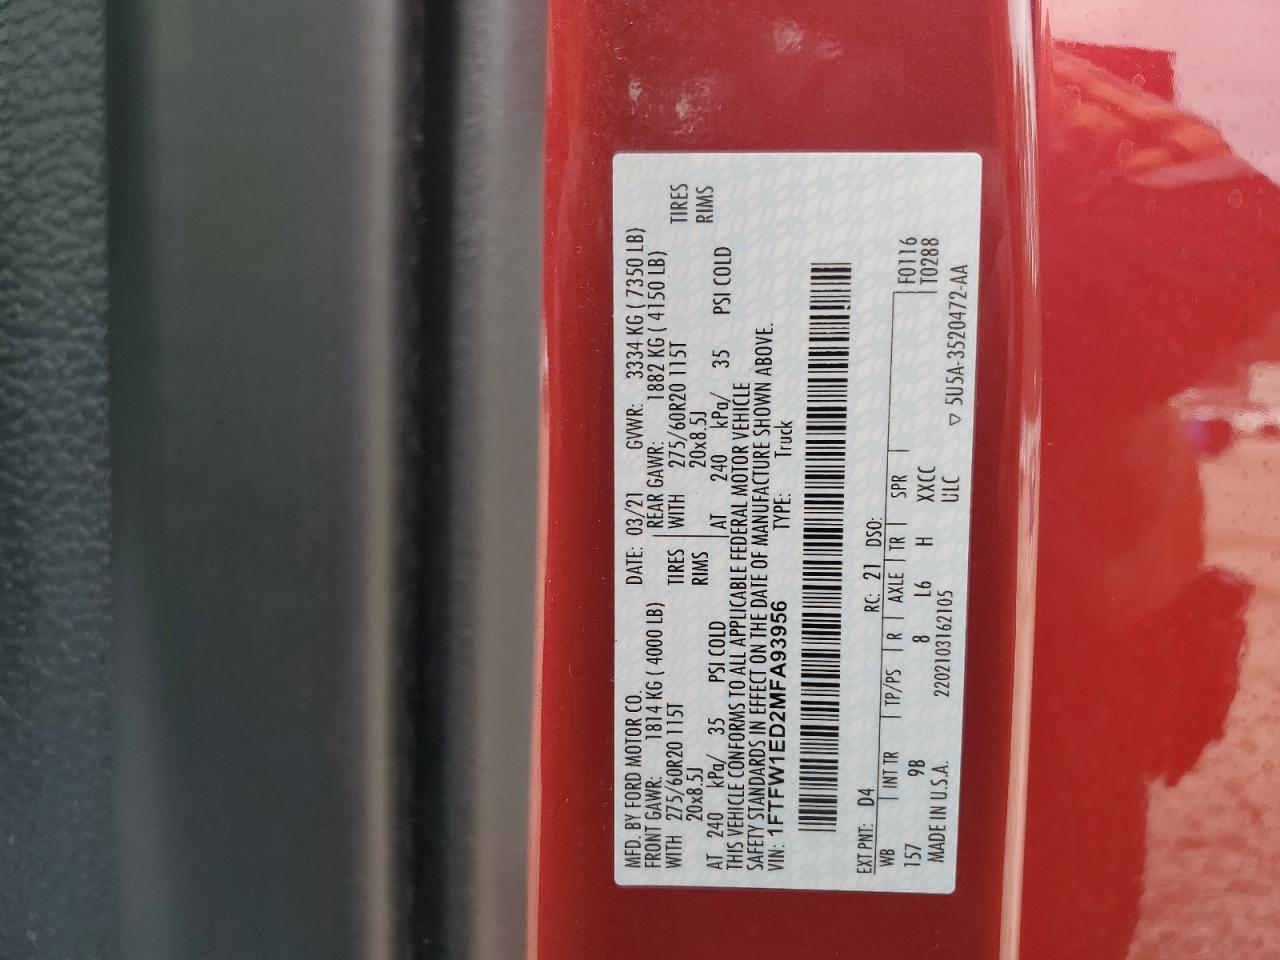 MFD. BY FORD MOTOR CO. DATE: 03/21 GVWR: 3334 KG ( 7350 LB)
FRONT GAWR: 1814 KG ( 4000 LB) REAR GAWR: 1882 KG ( 4150 LB)
WITH 275/60R20 115T TIRES WITH 275/60R20 115T TIRES
20x8.5J RIMS 20x8.5J RIMS
AT 240 kPa/ 35 PSI COLD AT 240 kPa/ 35 PSI COLD
THIS VEHICLE CONFORMS TO ALL APPLICABLE FEDERAL MOTOR VEHICLE
SAFETY STANDARDS IN EFFECT ON THE DATE OF MANUFACTURE SHOWN ABOVE.
VIN: 1FTFW1ED2MFA93956 TYPE: Truck
EXT PNT: D4 RC: 21 DSO:
WB INT TR TP/PS R AXLE TR SPR F0116
157 9B 8 L6 H XXCC T0288
MADE IN U.S.A. 2202103162105 ULC ▽ 5U5A-3520472-AA